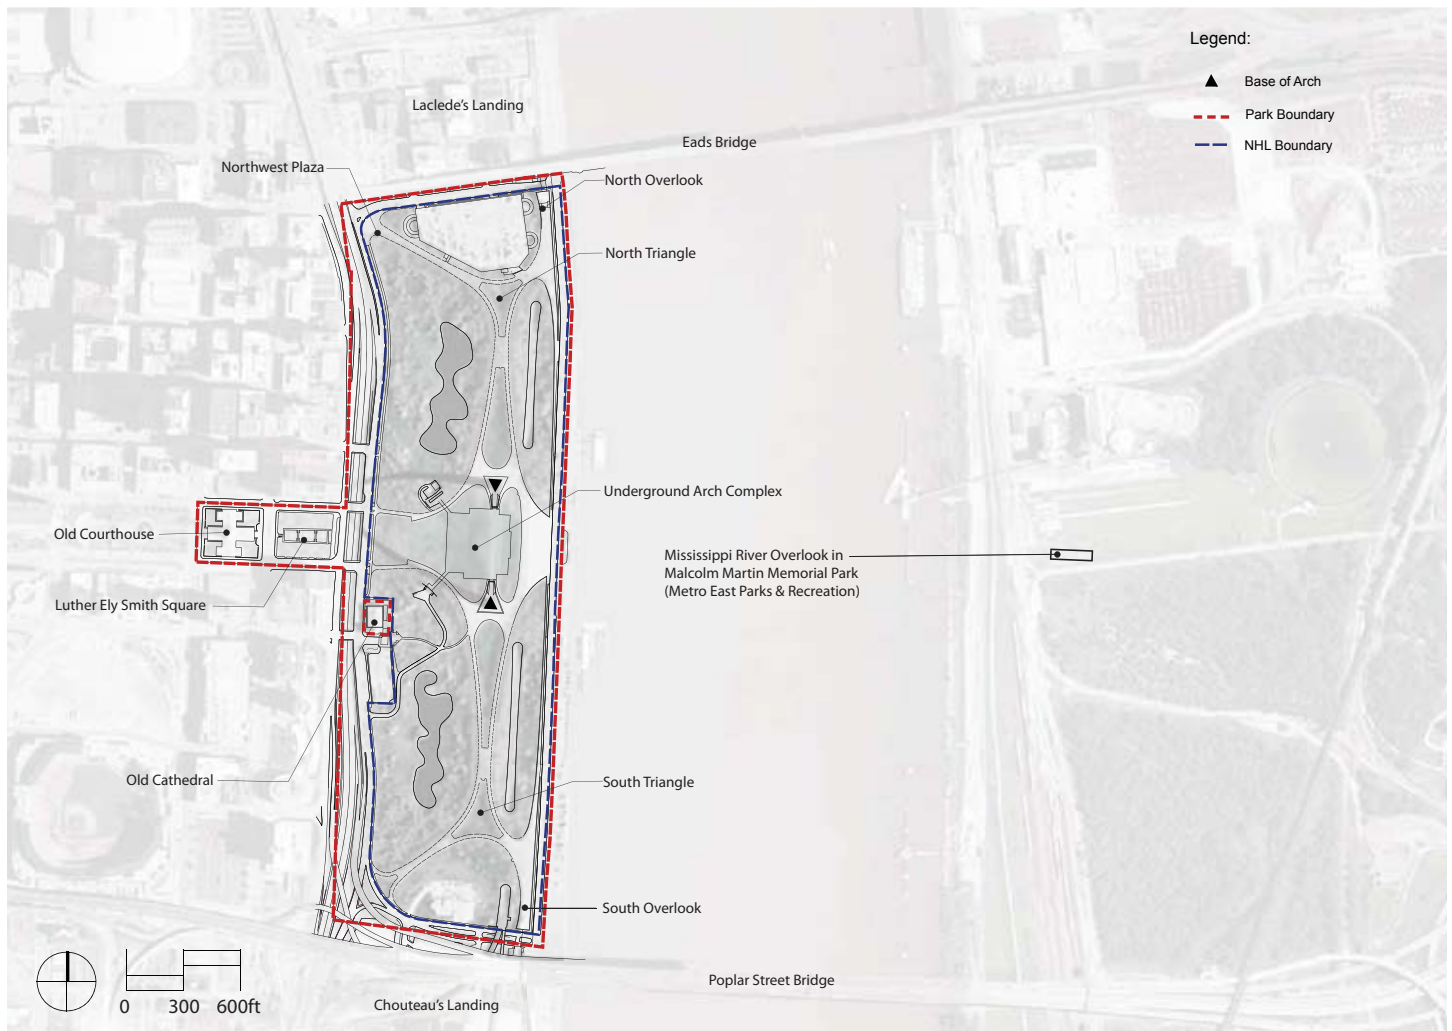 Legend:
Base of Arch
Park Boundary
NHL Boundary
Laclede's Landing
Eads Bridge
Northwest Plaza
North Overlook
North Triangle
Underground Arch Complex
Old Courthouse
Mississippi River Overlook in
Malcolm Martin Memorial Park
(Metro East Parks & Recreation)
Luther Ely Smith Square
Old Cathedral
South Triangle
South Overlook
Poplar Street Bridge
Chouteau's Landing
0 300 600ft